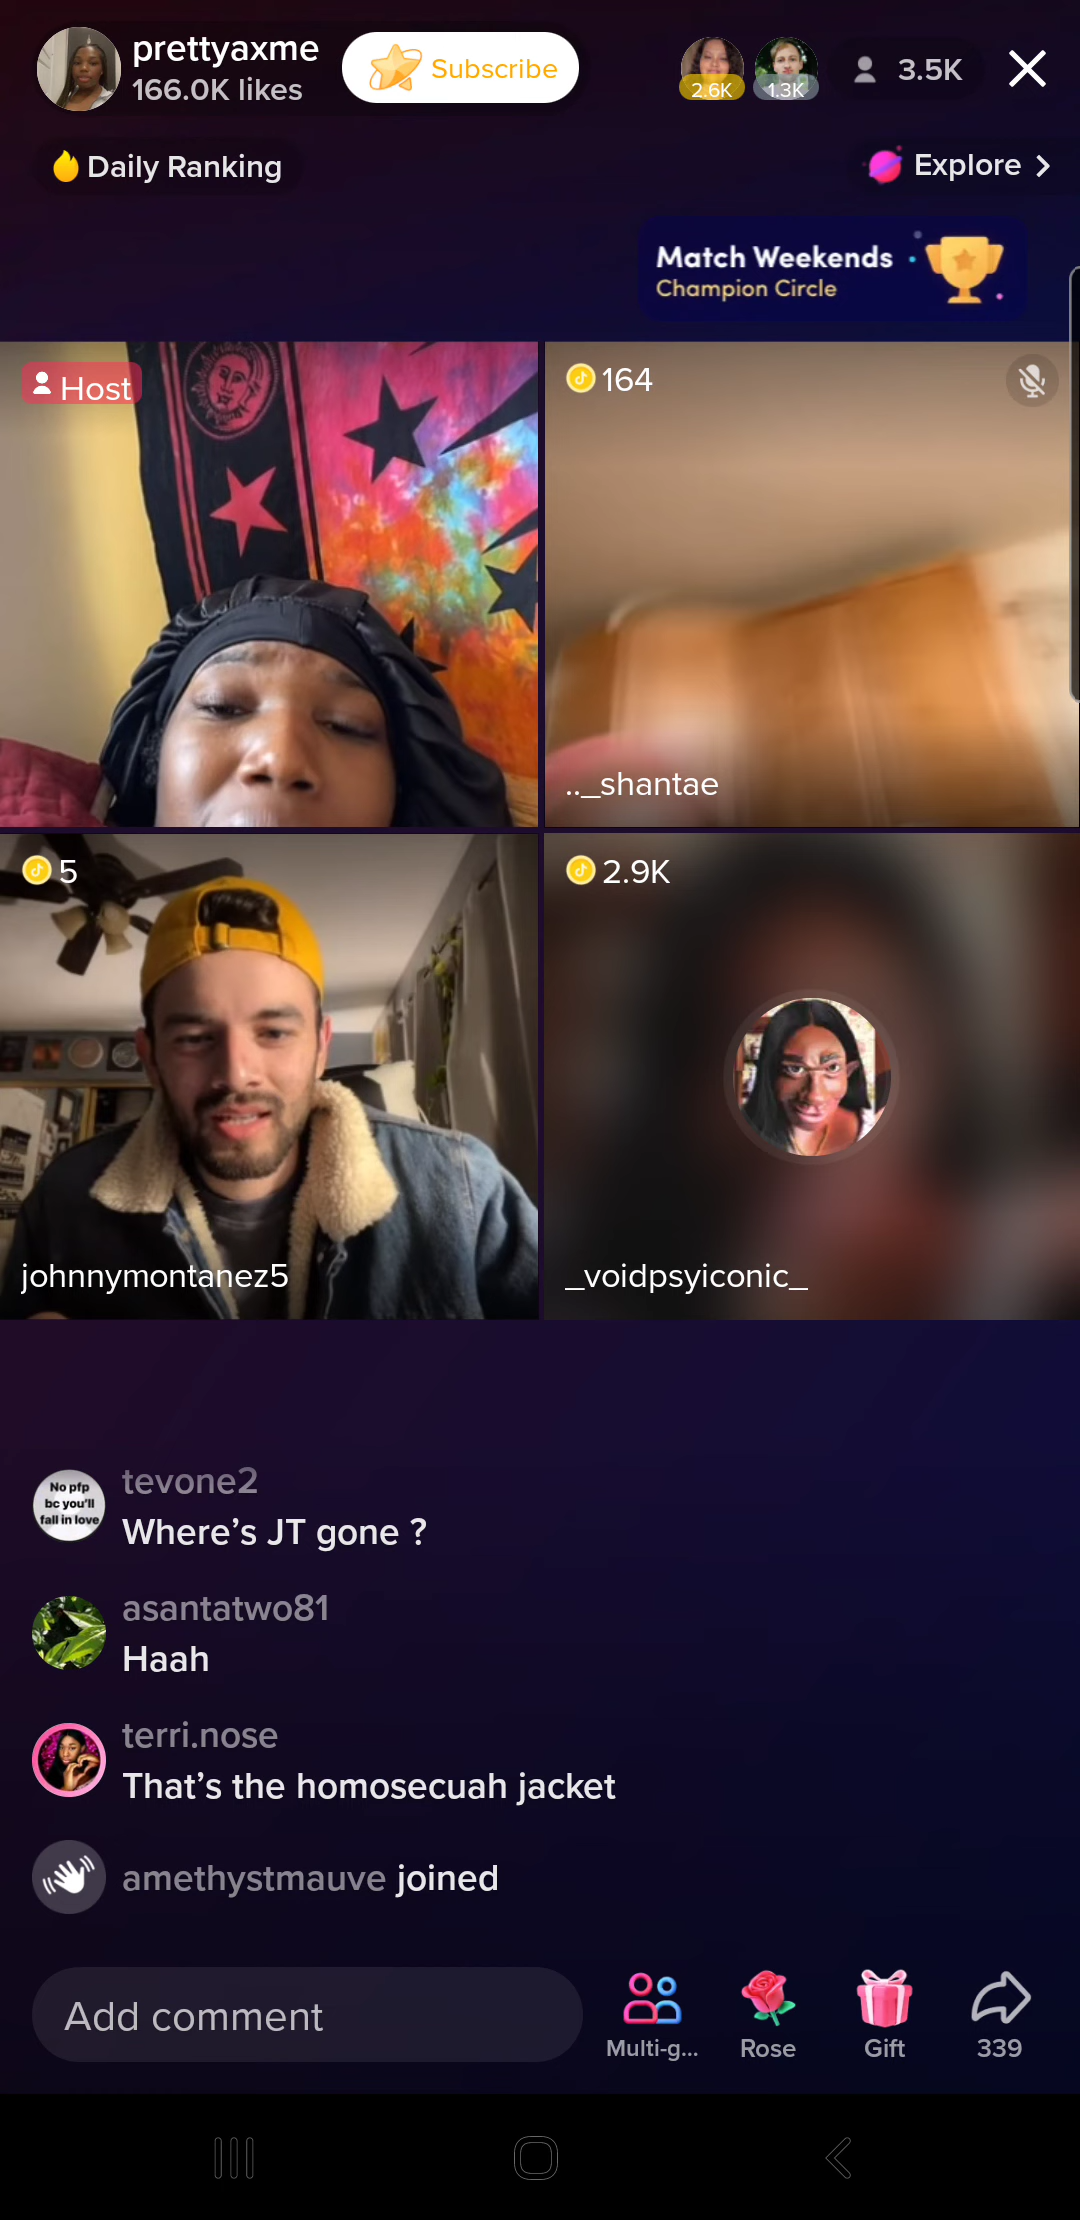 prettyaxme
166.0K likes
Subscribe
2.6K
1.3K
3.5K
Daily Ranking
Explore
Match Weekends
Champion Circle
Host
164
.._shantae
5
2.9K
johnnymontanez5
_voidpsyiconic_
No pfp
bc you'll
fall in love
tevone2
Where's JT gone ?
asantatwo81
Haah
terri.nose
That's the homosecuah jacket
amethystmauve joined
Add comment
Multi-g...
Rose
Gift
339